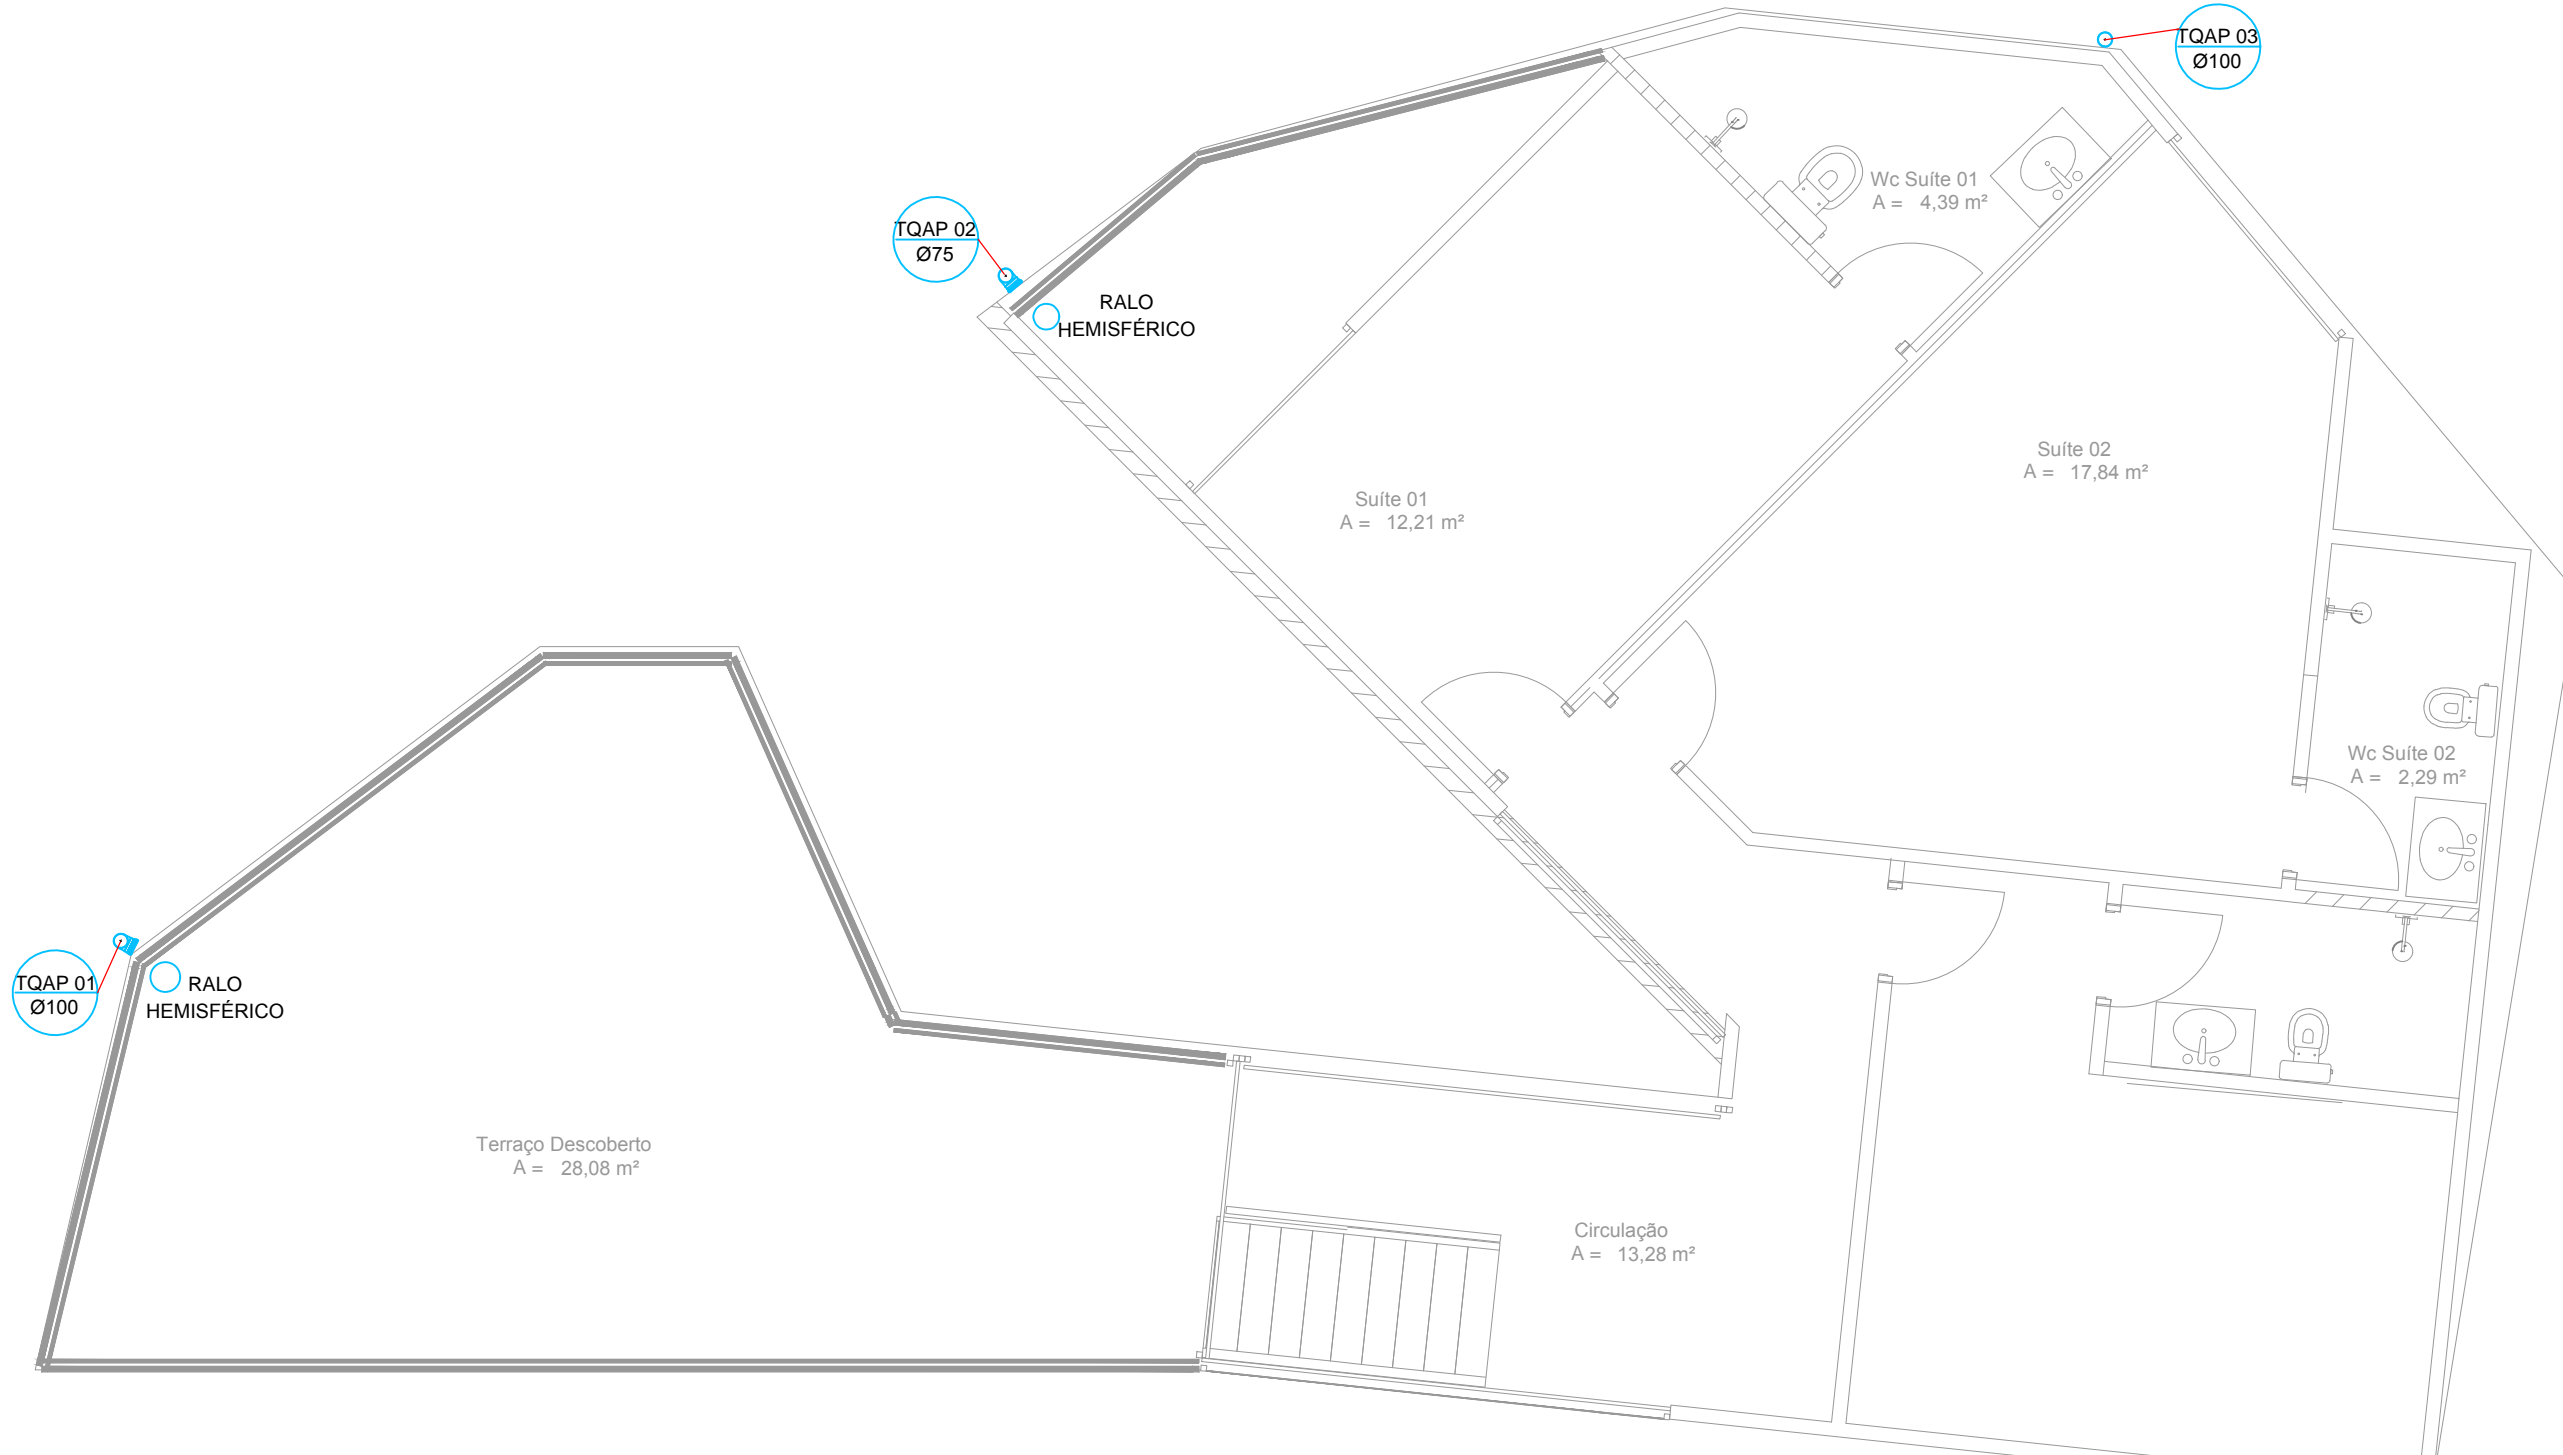 TQAP 03
Ø100
Wc Suíte 01
A = 4,39 m²
TQAP 02
Ø75
RALO
HEMISFÉRICO
Suíte 02
A = 17,84 m²
Suíte 01
A = 12,21 m²
Wc Suíte 02
A = 2,29 m²
TQAP 01
Ø100
RALO
HEMISFÉRICO
Terraço Descoberto
A = 28,08 m²
Circulação
A = 13,28 m²